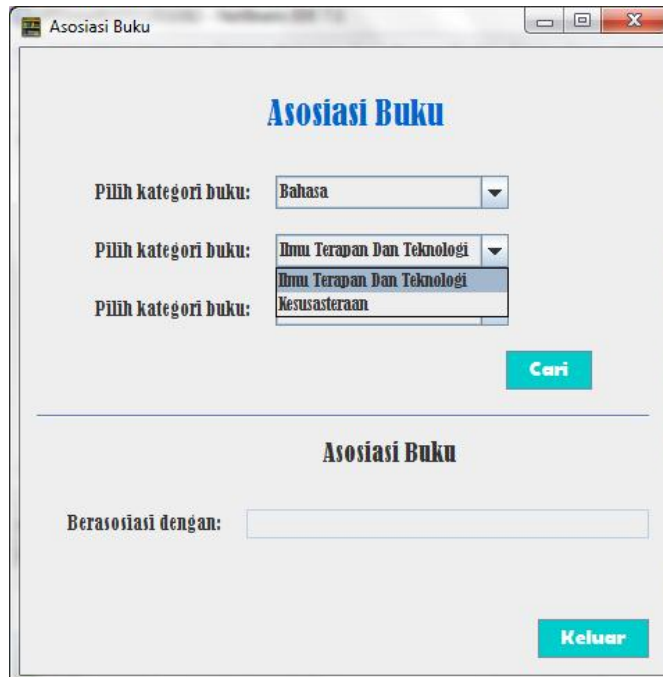 Asosiasi Buku
Asosiasi Buku
Pilih kategori buku: Bahasa
Pilih kategori buku: Ilmu Terapan Dan Teknologi
Ilmu Terapan Dan Teknologi
Kesusasteraan
Pilih kategori buku:
Cari
Asosiasi Buku
Berasosiasi dengan:
Keluar